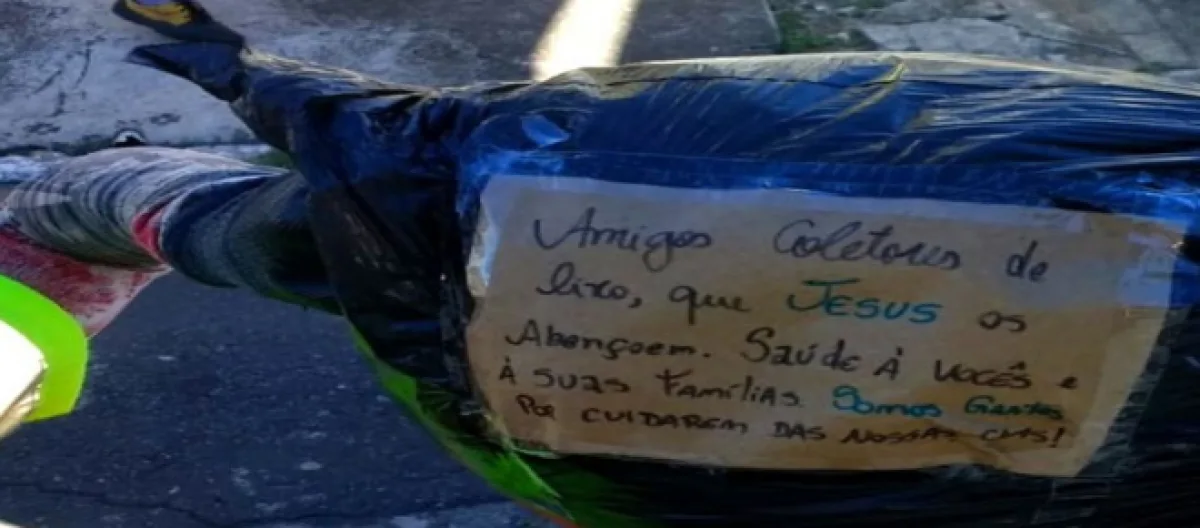 Amigos Coletores de
lixo, que JESUS os
Abençoem. Saúde À VOCÊS e
À SUAS FAMÍLIAS. Somos Gratos
POR CUIDAREM DAS NOSSAS